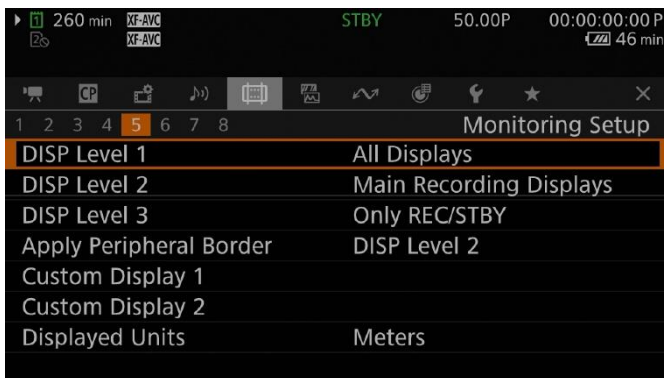 1 260 min XF-AVC STBY 50.00P 00:00:00:00 P
2 XF-AVC 46 min
CP
1 2 3 4 5 6 7 8 Monitoring Setup
DISP Level 1 All Displays
DISP Level 2 Main Recording Displays
DISP Level 3 Only REC/STBY
Apply Peripheral Border DISP Level 2
Custom Display 1
Custom Display 2
Displayed Units Meters